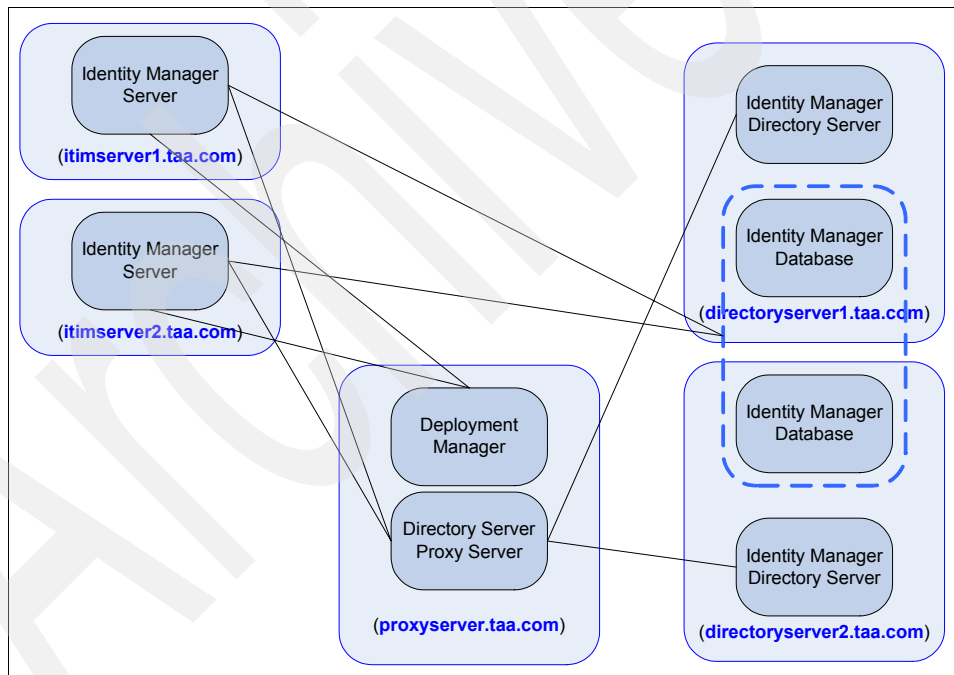 Identity Manager
Server
(itimserver1.taa.com)
Identity Manager
Server
(itimserver2.taa.com)
Deployment
Manager
Directory Server
Proxy Server
(proxyserver.taa.com)
Identity Manager
Directory Server
Identity Manager
Database
(directoryserver1.taa.com)
Identity Manager
Database
Identity Manager
Directory Server
(directoryserver2.taa.com)
Archive